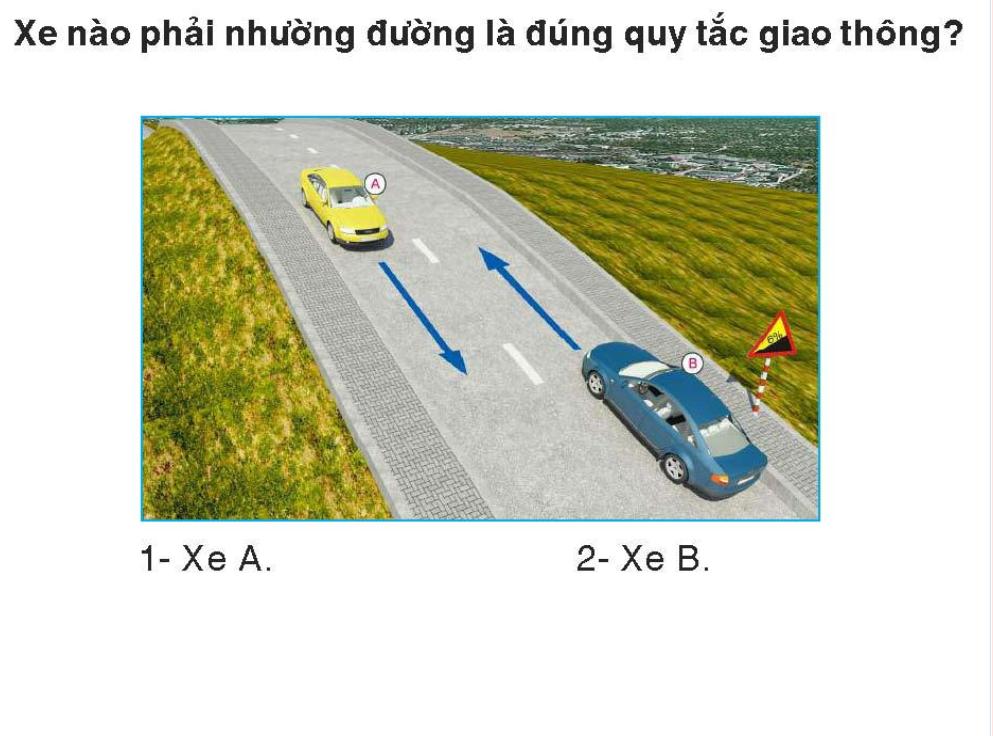 Xe nào phải nhường đường là đúng quy tắc giao thông?
A
B
6%
1- Xe A.
2- Xe B.